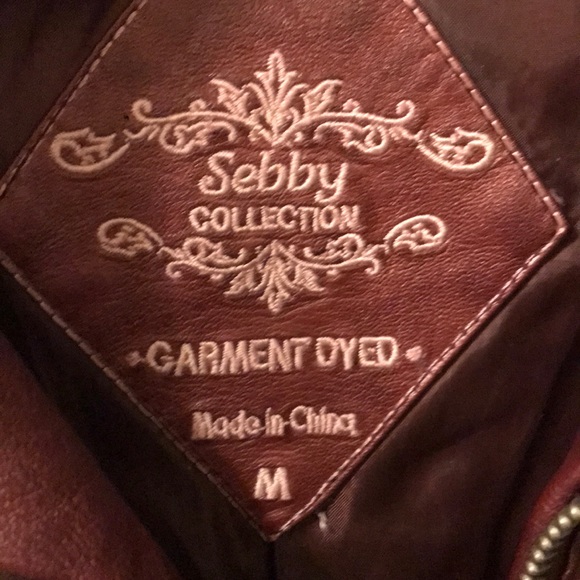 Sebby
COLLECTION
GARMENT DYED
Made-in-China
M